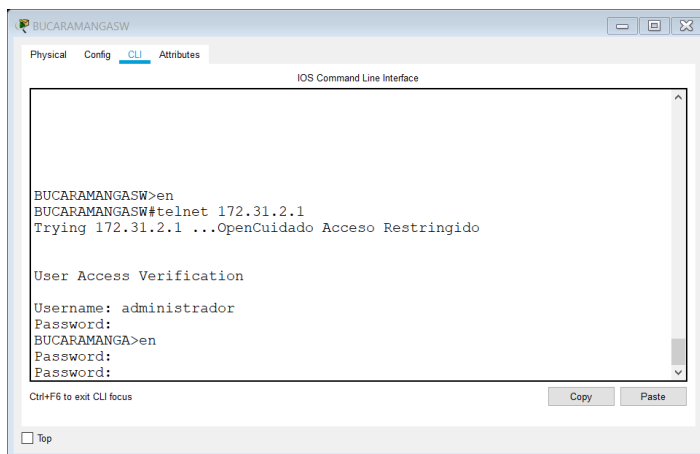 BUCARAMANGASW
Physical Config CLI Attributes
IOS Command Line Interface
BUCARAMANGASW>en
BUCARAMANGASW#telnet 172.31.2.1
Trying 172.31.2.1 ...OpenCuidado Acceso Restringido
User Access Verification
Username: administrador
Password:
BUCARAMANGA>en
Password:
Password:
Ctrl+F6 to exit CLI focus
Copy Paste
Top